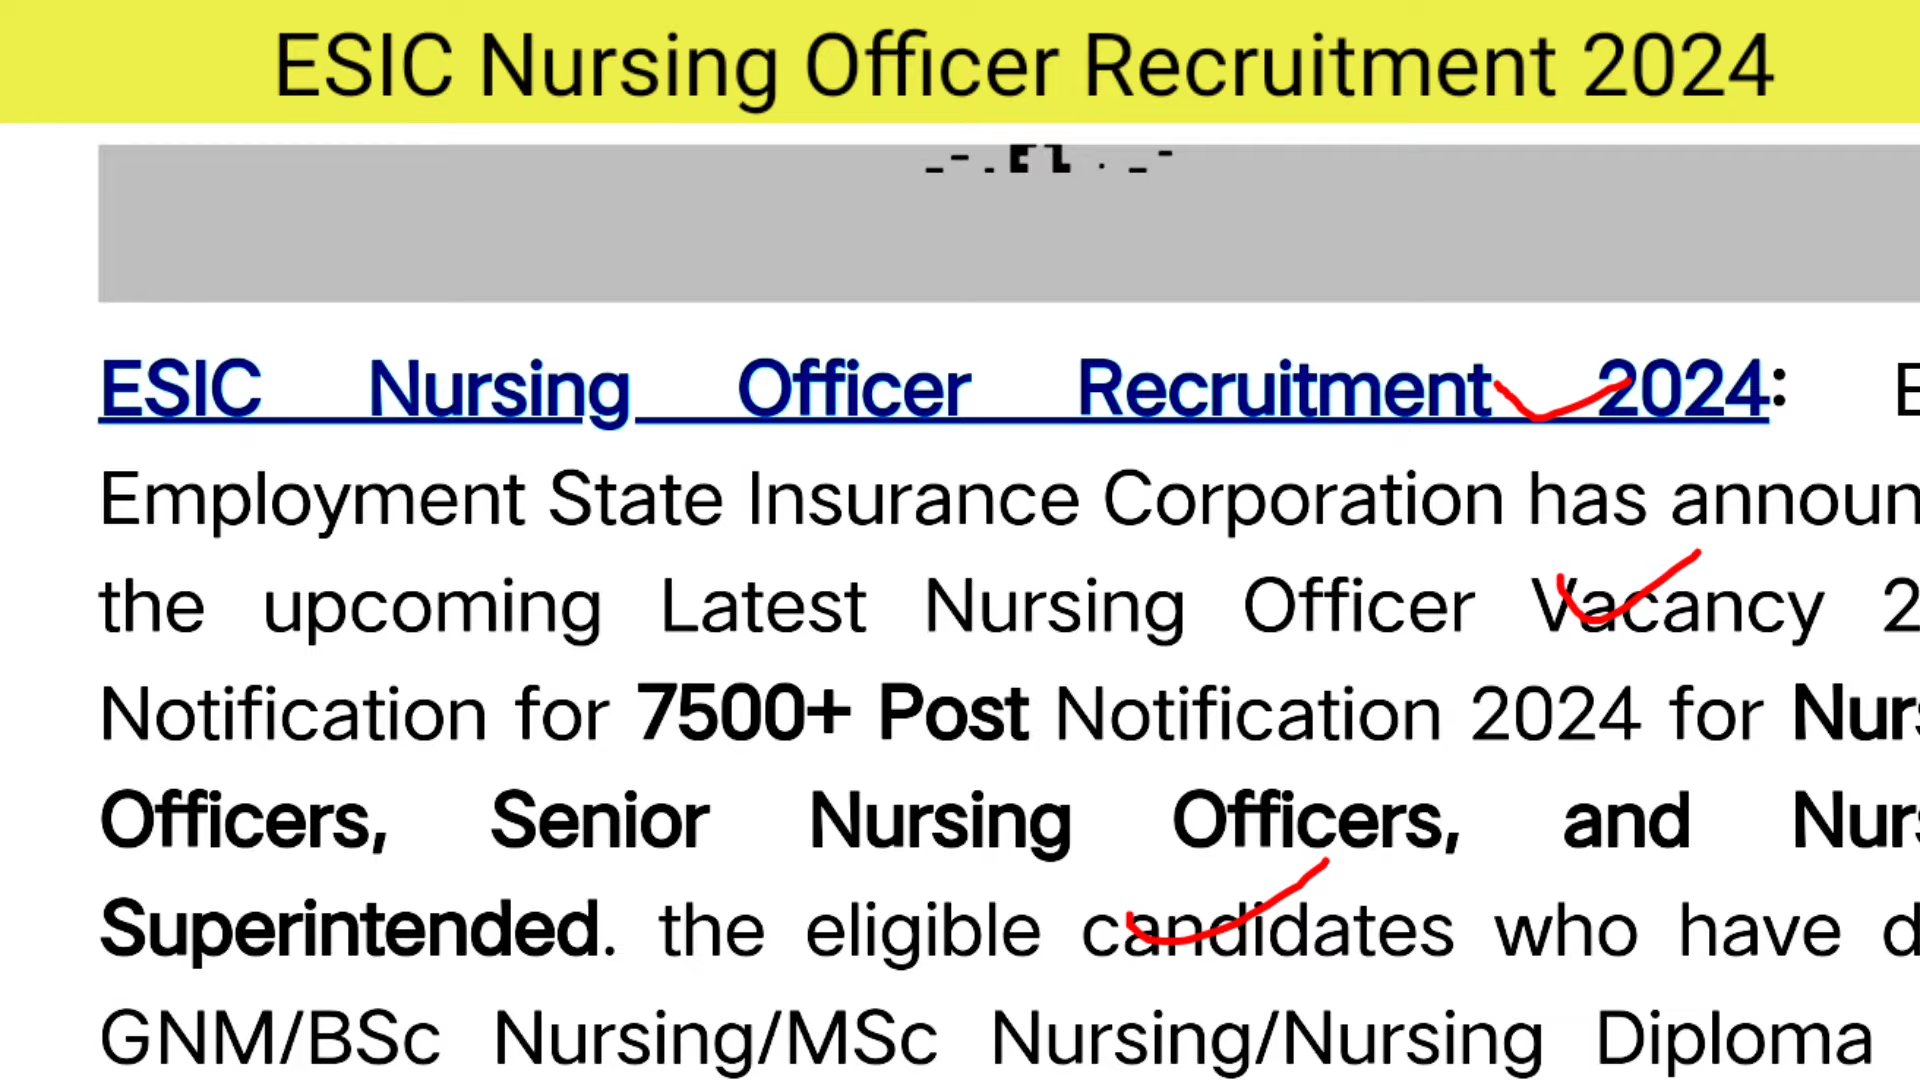 ESIC Nursing Officer Recruitment 2024
ESIC Nursing Officer Recruitment 2024:
Employment State Insurance Corporation has announ
the upcoming Latest Nursing Officer Vacancy 2
Notification for 7500+ Post Notification 2024 for Nurs
Officers, Senior Nursing Officers, and Nurs
Superintended. the eligible candidates who have d
GNM/BSc Nursing/MSc Nursing/Nursing Diploma